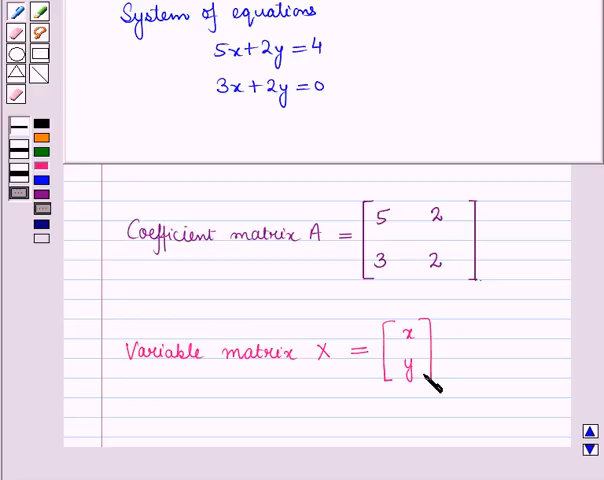 System of equations
5x+2y=4
3x+2y=0
Coefficient matrix A = [5 2
3 2]
Variable matrix X = [x
y]